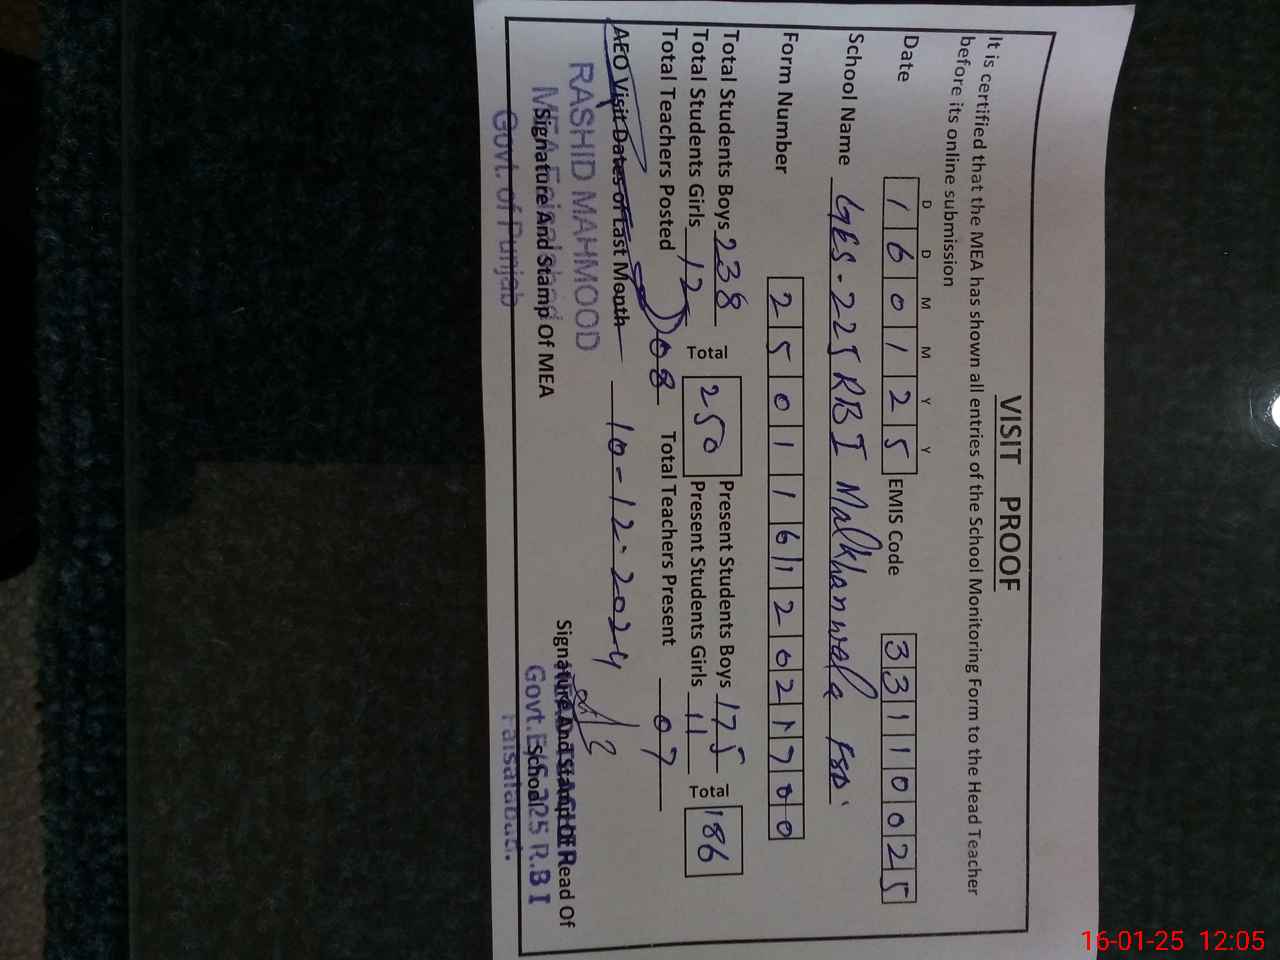 VISIT PROOF
It is certified that the MEA has shown all entries of the School Monitoring Form to the Head Teacher
before its online submission
D D M M Y Y
Date 1 6 0 1 2 5 EMIS Code 3 3 1 1 0 0 2 5
School Name GES-225 RB I Malkhanwala FSD.
Form Number 2 5 0 1 1 6 1 2 0 2 1 7 0 0
Total Students Boys 238 Total 250 Present Students Boys 175 Total 186
Total Students Girls 12 Present Students Girls 11
Total Teachers Posted 08 Total Teachers Present 07
AEO Visit Dates of Last Month 10-12-2024
RASHID MAHMOOD
MEA
Signature And Stamp Of MEA
Govt. of Punjab
Signature And Stamp Of Head Of
School
Govt. 225 R.B I
Faisalabad.
16-01-25 12:05